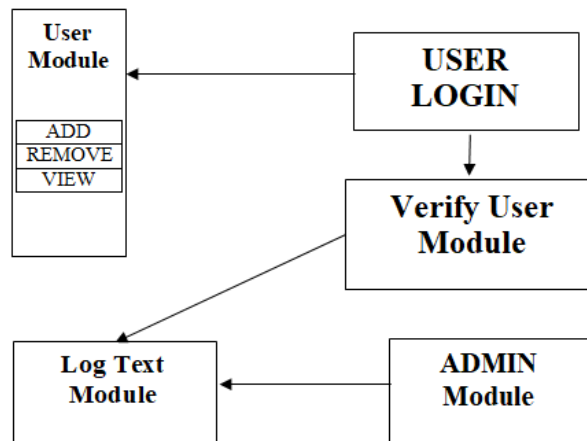 User
Module
ADD
REMOVE
VIEW
USER
LOGIN
Verify User
Module
Log Text
Module
ADMIN
Module